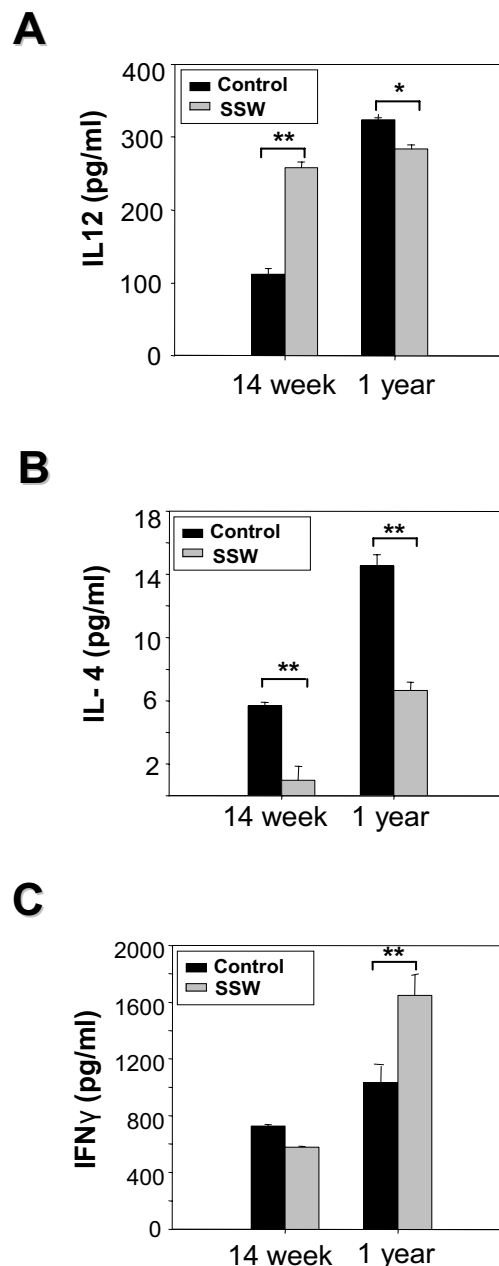 A
IL12 (pg/ml)
400
300
200
100
0
Control
SSW
**
*
14 week
1 year
B
IL- 4 (pg/ml)
18
14
10
6
2
Control
SSW
**
**
14 week
1 year
C
IFNγ (pg/ml)
2000
1600
1200
800
400
0
Control
SSW
**
14 week
1 year